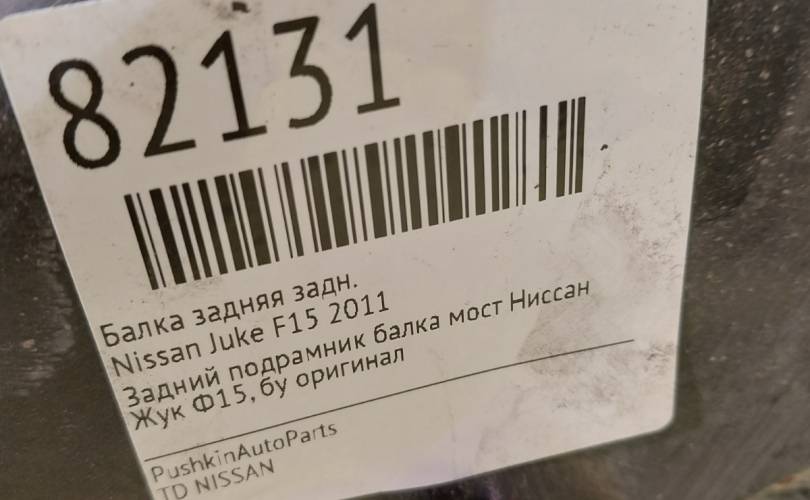 82131
Балка задняя задн.
Nissan Juke F15 2011
Задний подрамник балка мост Ниссан
Жук Ф15, бу оригинал
PushkinAutoParts
TD NISSAN